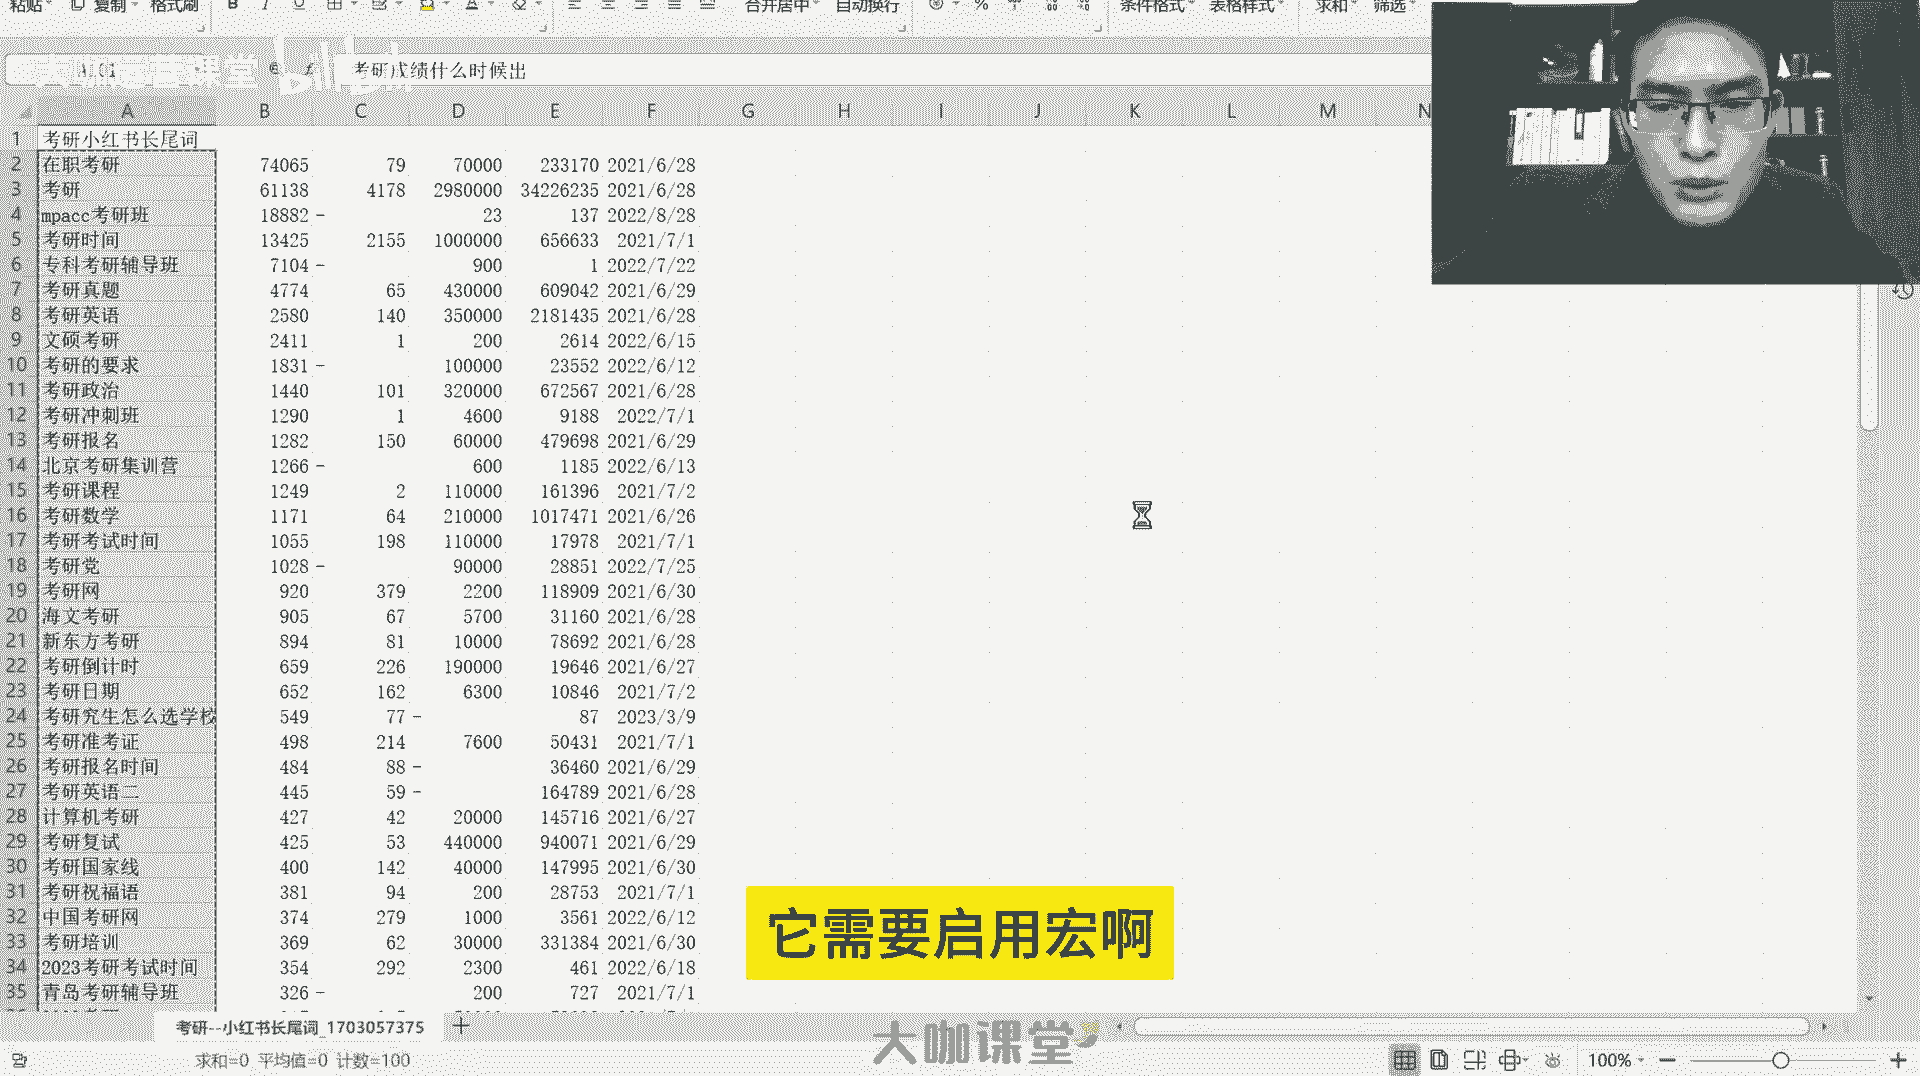 粘贴 复制 格式刷 B I U 合并居中 自动换行 % 条件格式 表格样式 求和 筛选
大咖运营课堂 bilibili
A101 考研成绩什么时候出
A B C D E F G H I J K L M N
1 考研小红书长尾词
2 在职考研 74065 79 70000 233170 2021/6/28
3 考研 61138 4178 2980000 34226235 2021/6/28
4 mpacc考研班 18882 - 23 137 2022/8/28
5 考研时间 13425 2155 1000000 656633 2021/7/1
6 专科考研辅导班 7104 - 900 1 2022/7/22
7 考研真题 4774 65 430000 609042 2021/6/29
8 考研英语 2580 140 350000 2181435 2021/6/28
9 文硕考研 2411 1 200 2614 2022/6/15
10 考研的要求 1831 - 100000 23552 2022/6/12
11 考研政治 1440 101 320000 672567 2021/6/28
12 考研冲刺班 1290 1 4600 9188 2022/7/1
13 考研报名 1282 150 60000 479698 2021/6/29
14 北京考研集训营 1266 - 600 1185 2022/6/13
15 考研课程 1249 2 110000 161396 2021/7/2
16 考研数学 1171 64 210000 1017471 2021/6/26
17 考研考试时间 1055 198 110000 17978 2021/7/1
18 考研党 1028 - 90000 28851 2022/7/25
19 考研网 920 379 2200 118909 2021/6/30
20 海文考研 905 67 5700 31160 2021/6/28
21 新东方考研 894 81 10000 78692 2021/6/28
22 考研倒计时 659 226 190000 19646 2021/6/27
23 考研日期 652 162 6300 10846 2021/7/2
24 考研究生怎么选学校 549 77 - 87 2023/3/9
25 考研准考证 498 214 7600 50431 2021/7/1
26 考研报名时间 484 88 - 36460 2021/6/29
27 考研英语二 445 59 - 164789 2021/6/28
28 计算机考研 427 42 20000 145716 2021/6/27
29 考研复试 425 53 440000 940071 2021/6/29
30 考研国家线 400 142 40000 147995 2021/6/30
31 考研祝福语 381 94 200 28753 2021/7/1
32 中国考研网 374 279 1000 3561 2022/6/12
33 考研培训 369 62 30000 331384 2021/6/30
34 2023考研考试时间 354 292 2300 461 2022/6/18
35 青岛考研辅导班 326 - 200 727 2021/7/1
它需要启用宏啊
考研--小红书长尾词_1703057375 +
大咖课堂
求和=0 平均值=0 计数=100 100% - +